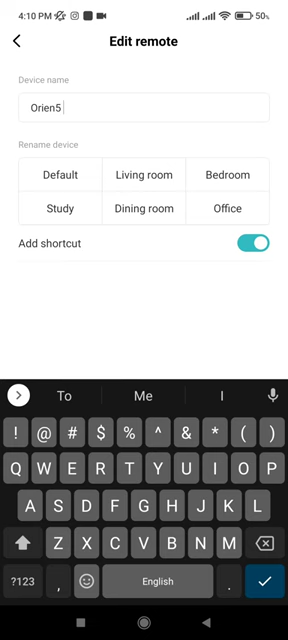 4:10 PM 50%
Edit remote
Device name
Orien5
Rename device
Default Living room Bedroom
Study Dining room Office
Add shortcut
To Me I
! @ # $ % ^ & * ( )
Q W E R T Y U I O P
A S D F G H J K L
Z X C V B N M
?123 , English .